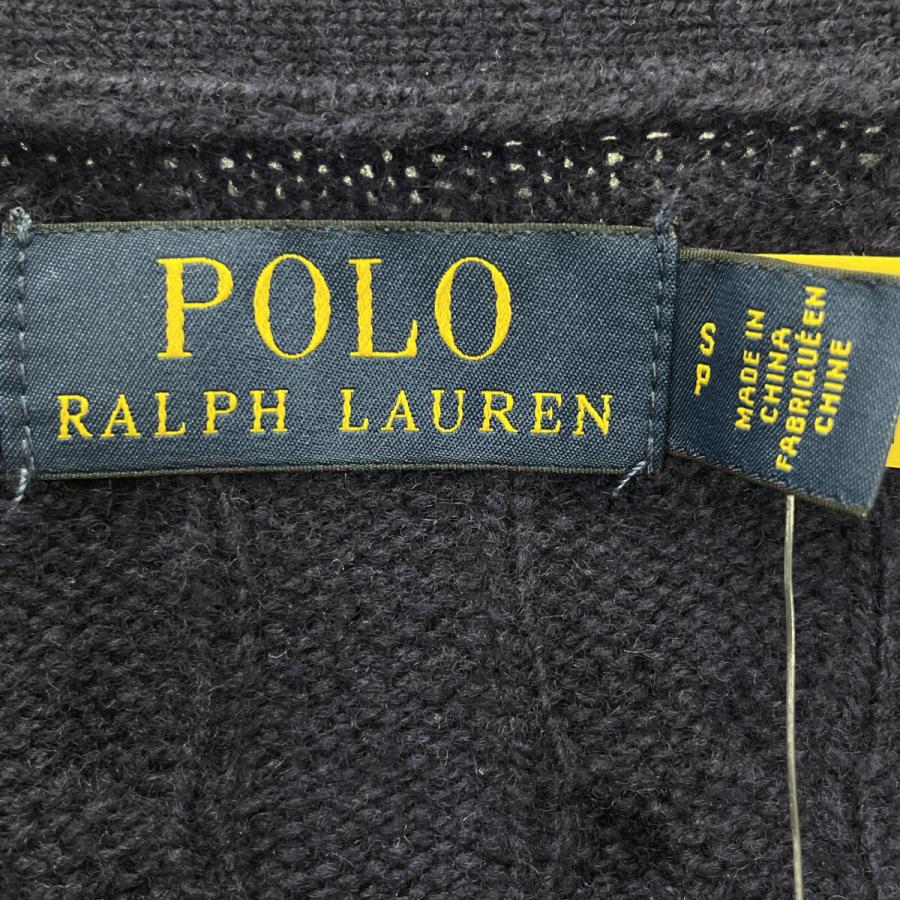 POLO
RALPH LAUREN
S
P
MADE IN
CHINA
FABRIQUÉ EN
CHINE